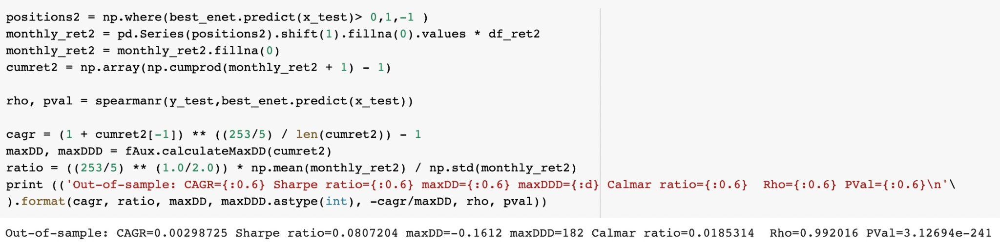 positions2 = np.where(best_enet.predict(x_test)> 0,1,-1 )
monthly_ret2 = pd.Series(positions2).shift(1).fillna(0).values * df_ret2
monthly_ret2 = monthly_ret2.fillna(0)
cumret2 = np.array(np.cumprod(monthly_ret2 + 1) - 1)
rho, pval = spearmanr(y_test,best_enet.predict(x_test))
cagr = (1 + cumret2[-1]) ** ((253/5) / len(cumret2)) - 1
maxDD, maxDDD = fAux.calculateMaxDD(cumret2)
ratio = ((253/5) ** (1.0/2.0)) * np.mean(monthly_ret2) / np.std(monthly_ret2)
print (('Out-of-sample: CAGR={:0.6} Sharpe ratio={:0.6} maxDD={:0.6} maxDDD={:d} Calmar ratio={:0.6}  Rho={:0.6} PVal={:0.6}\n'\
).format(cagr, ratio, maxDD, maxDDD.astype(int), -cagr/maxDD, rho, pval))
Out-of-sample: CAGR=0.00298725 Sharpe ratio=0.0807204 maxDD=-0.1612 maxDDD=182 Calmar ratio=0.0185314  Rho=0.992016 PVal=3.12694e-241